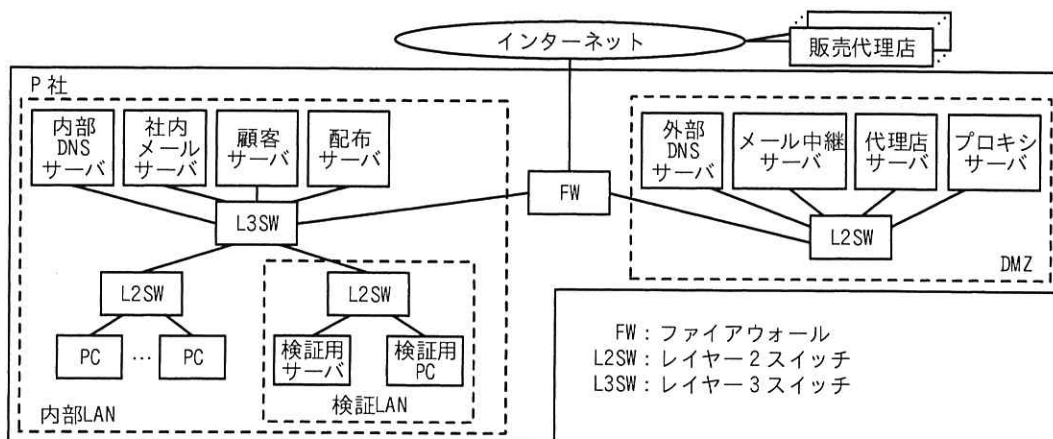 インターネット
販売代理店
P社
内部
DNS
サーバ
社内
メール
サーバ
顧客
サーバ
配布
サーバ
外部
DNS
サーバ
メール中継
サーバ
代理店
サーバ
プロキシ
サーバ
FW
L3SW
L2SW
DMZ
L2SW
L2SW
PC
…
PC
検証用
サーバ
検証用
PC
検証LAN
内部LAN
FW:ファイアウォール
L2SW:レイヤー2スイッチ
L3SW:レイヤー3スイッチ